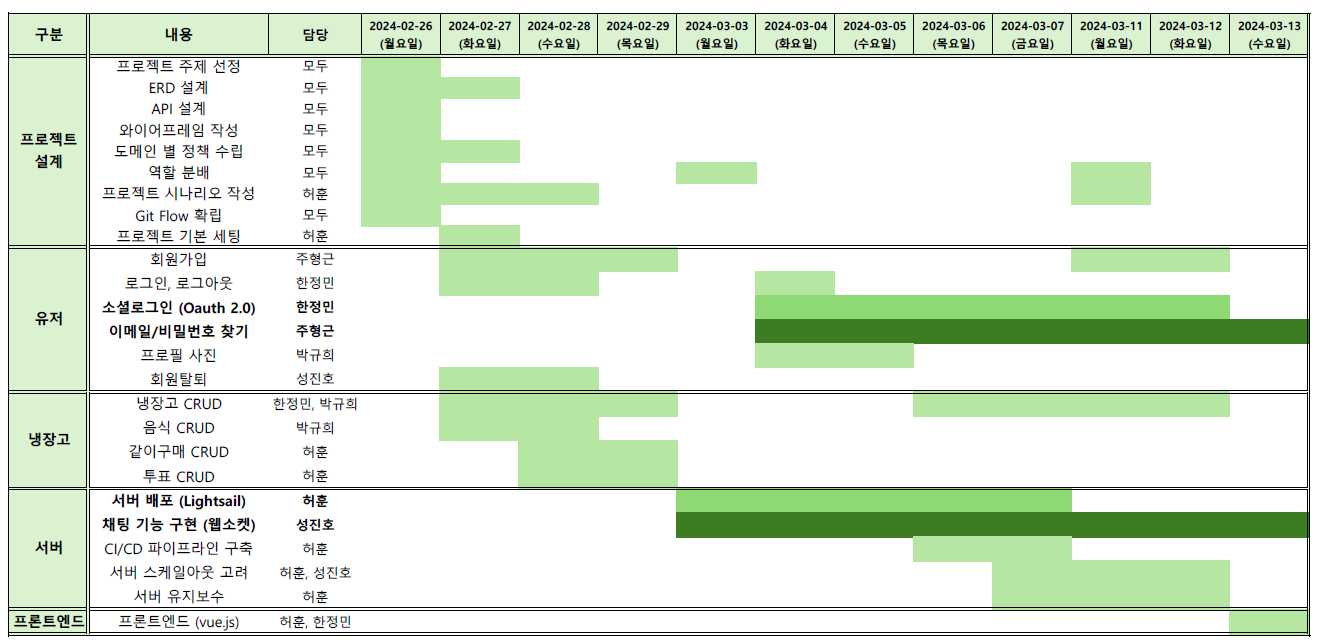 구분 내용 담당 2024-02-26 (월요일) 2024-02-27 (화요일) 2024-02-28 (수요일) 2024-02-29 (목요일) 2024-03-03 (월요일) 2024-03-04 (화요일) 2024-03-05 (수요일) 2024-03-06 (목요일) 2024-03-07 (금요일) 2024-03-11 (월요일) 2024-03-12 (화요일) 2024-03-13 (수요일)
프로젝트 설계
프로젝트 주제 선정 모두
ERD 설계 모두
API 설계 모두
와이어프레임 작성 모두
도메인 별 정책 수립 모두
역할 분배 모두
프로젝트 시나리오 작성 허훈
Git Flow 확립 모두
프로젝트 기본 세팅 허훈
유저
회원가입 주형근
로그인, 로그아웃 한정민
소셜로그인 (Oauth 2.0) 한정민
이메일/비밀번호 찾기 주형근
프로필 사진 박규희
회원탈퇴 성진호
냉장고
냉장고 CRUD 한정민, 박규희
음식 CRUD 박규희
같이구매 CRUD 허훈
투표 CRUD 허훈
서버
서버 배포 (Lightsail) 허훈
채팅 기능 구현 (웹소켓) 성진호
CI/CD 파이프라인 구축 허훈
서버 스케일아웃 고려 허훈, 성진호
서버 유지보수 허훈
프론트엔드 프론트엔드 (vue.js) 허훈, 한정민